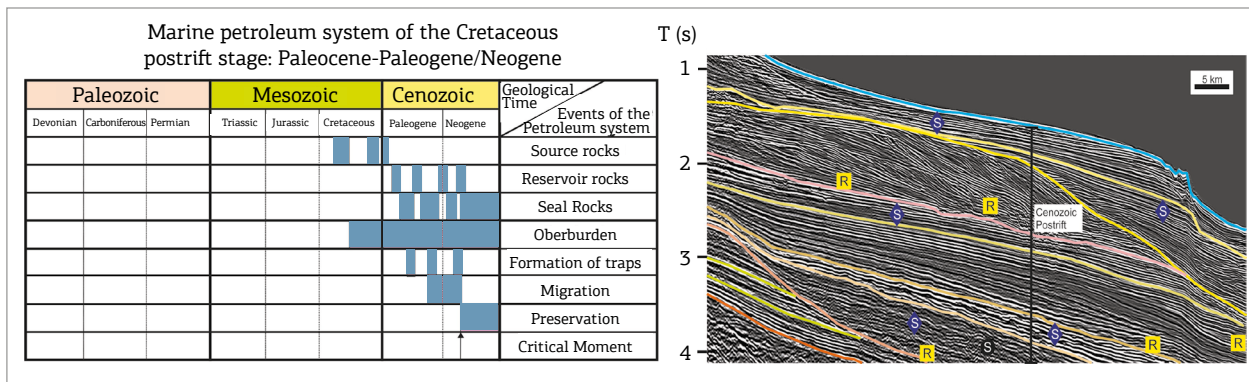 Marine petroleum system of the Cretaceous
postrift stage: Paleocene-Paleogene/Neogene
Paleozoic
Mesozoic
Cenozoic
Geological
Time
Events of the
Petroleum system
Devonian
Carboniferous
Permian
Triassic
Jurassic
Cretaceous
Paleogene
Neogene
Source rocks
Reservoir rocks
Seal Rocks
Oberburden
Formation of traps
Migration
Preservation
Critical Moment
T (s)
1
2
3
4
5 km
S
R
R
S
S
Cenozoic
Postrift
S
S
S
R
R
R